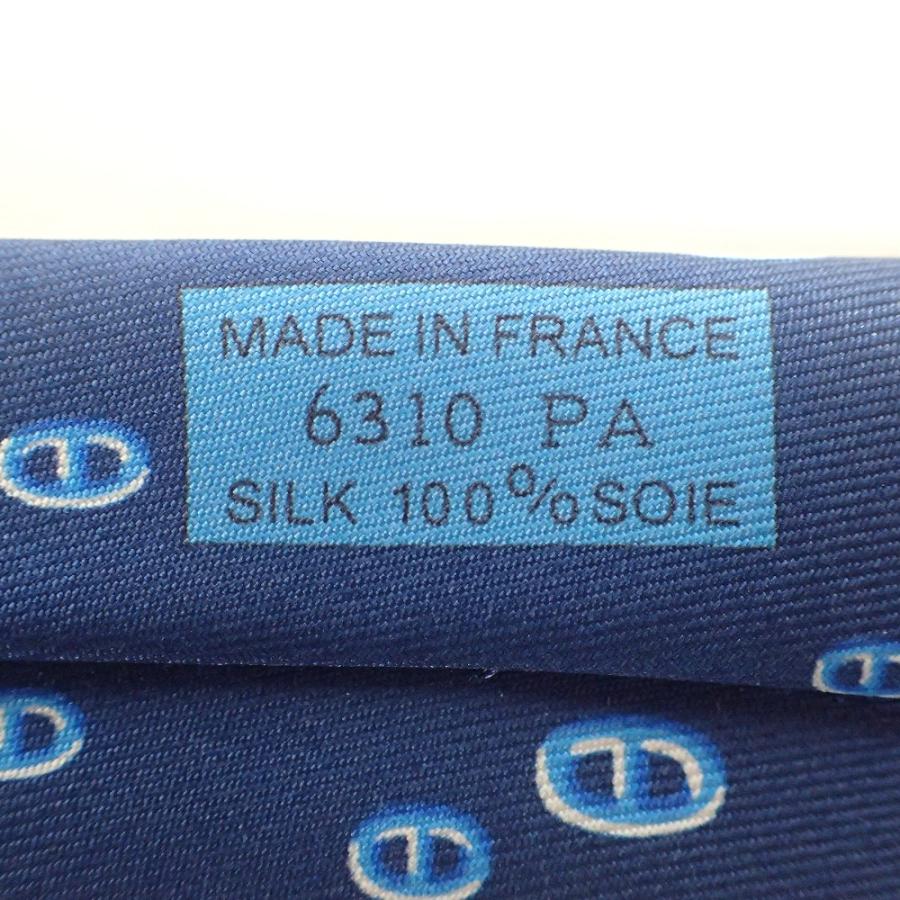 MADE IN FRANCE
6310 PA
SILK 100% SOIE